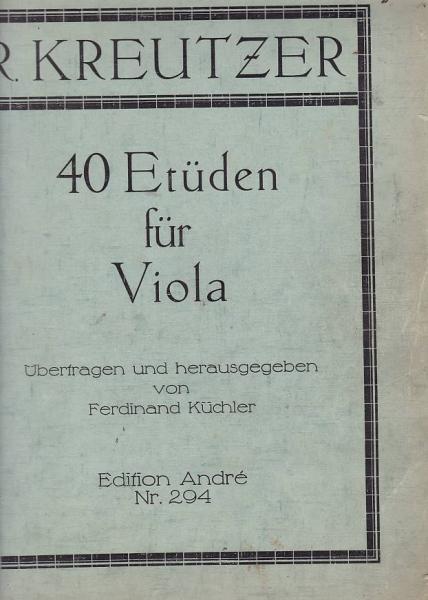 R. KREUTZER
40 Etüden
für
Viola
Übertragen und herausgegeben
von
Ferdinand Küchler
Edition André
Nr. 294